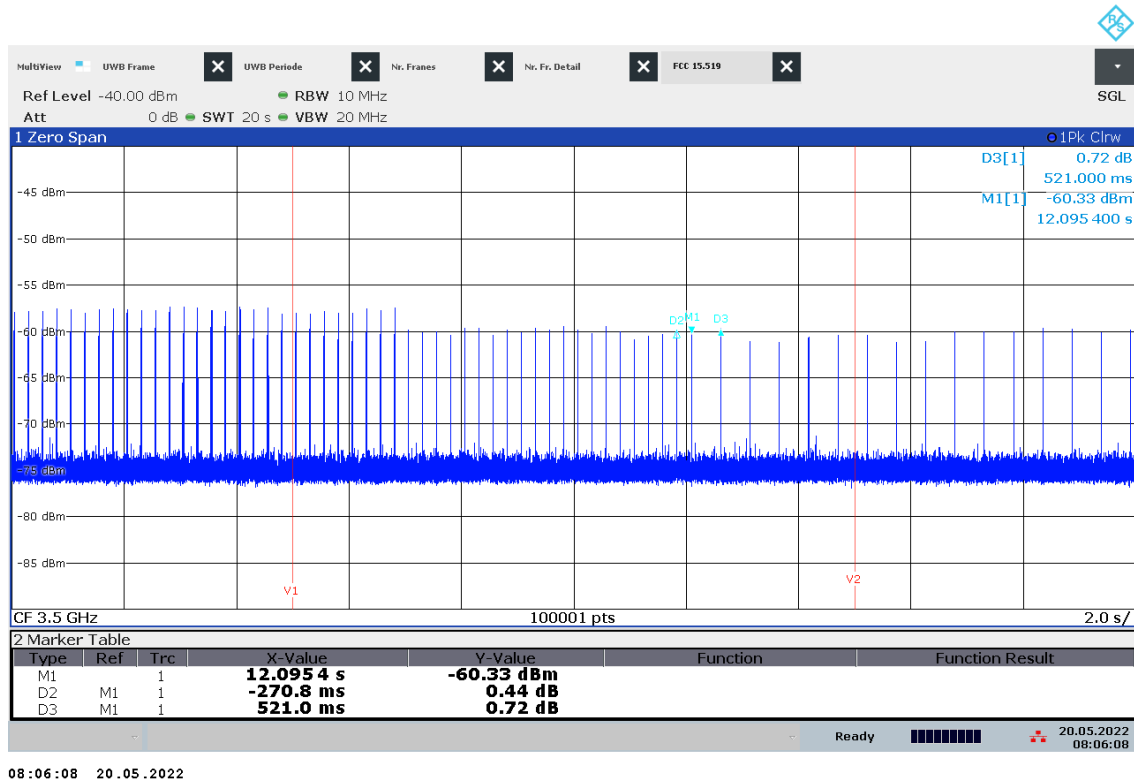 R&S
MultiView UWB Frame UWB Periode Nr. Franes Nr. Fr. Detail FCC 15.519
Ref Level -40.00 dBm RBW 10 MHz SGL
Att 0 dB SWT 20 s VBW 20 MHz
1 Zero Span 1Pk Clrw
D3[1] 0.72 dB
521.000 ms
M1[1] -60.33 dBm
12.095 400 s
-45 dBm
-50 dBm
-55 dBm
D2 M1 D3
-60 dBm
-65 dBm
-70 dBm
-75 dBm
-80 dBm
-85 dBm
V1 V2
CF 3.5 GHz 100001 pts 2.0 s/
2 Marker Table
Type Ref Trc X-Value Y-Value Function Function Result
M1 1 12.0954 s -60.33 dBm
D2 M1 1 -270.8 ms 0.44 dB
D3 M1 1 521.0 ms 0.72 dB
Ready 20.05.2022
08:06:08
08:06:08 20.05.2022